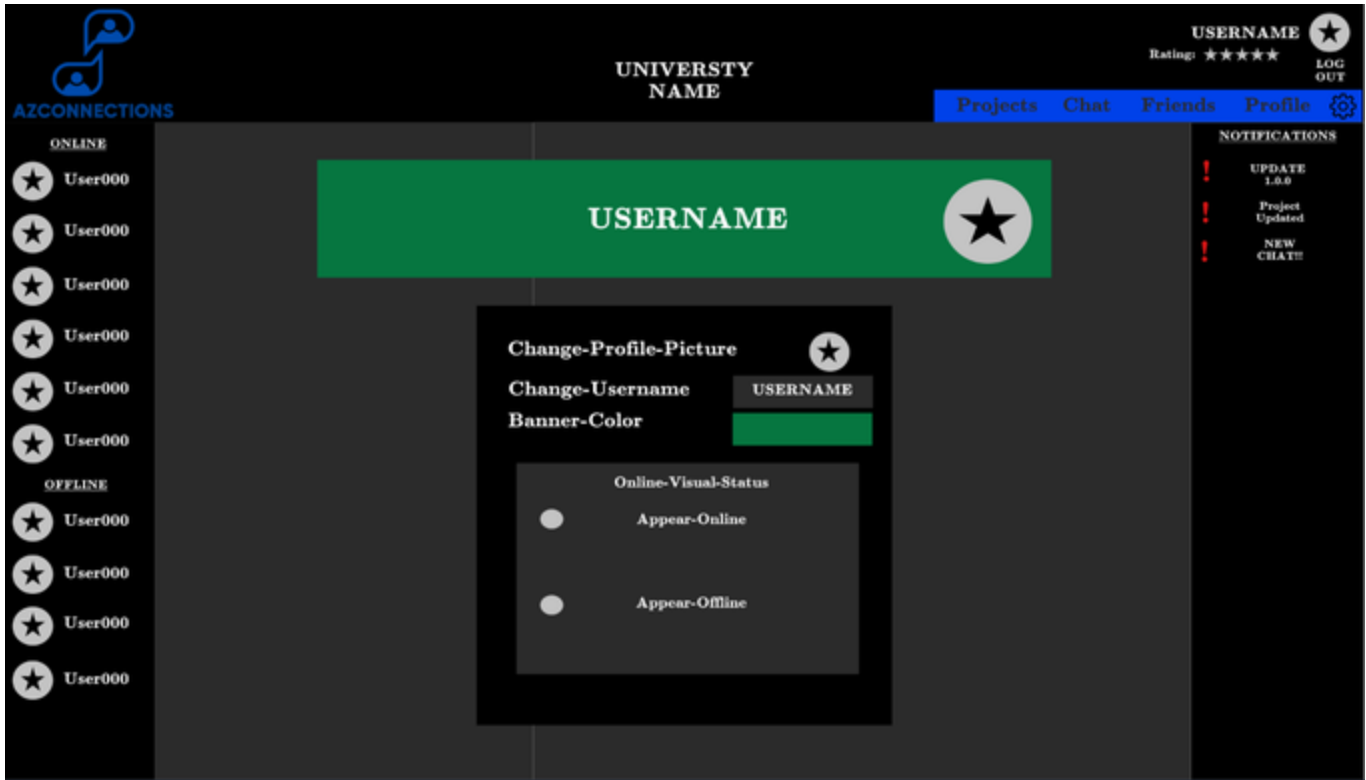 AZCONNECTIONS
UNIVERSTY
NAME
USERNAME
Rating: ★★★★★
LOG
OUT
Projects Chat Friends Profile
ONLINE
User000
User000
User000
User000
User000
User000
OFFLINE
User000
User000
User000
User000
USERNAME
Change-Profile-Picture
Change-Username USERNAME
Banner-Color
Online-Visual-Status
Appear-Online
Appear-Offline
NOTIFICATIONS
! UPDATE
1.0.0
! Project
Updated
! NEW
CHAT!!